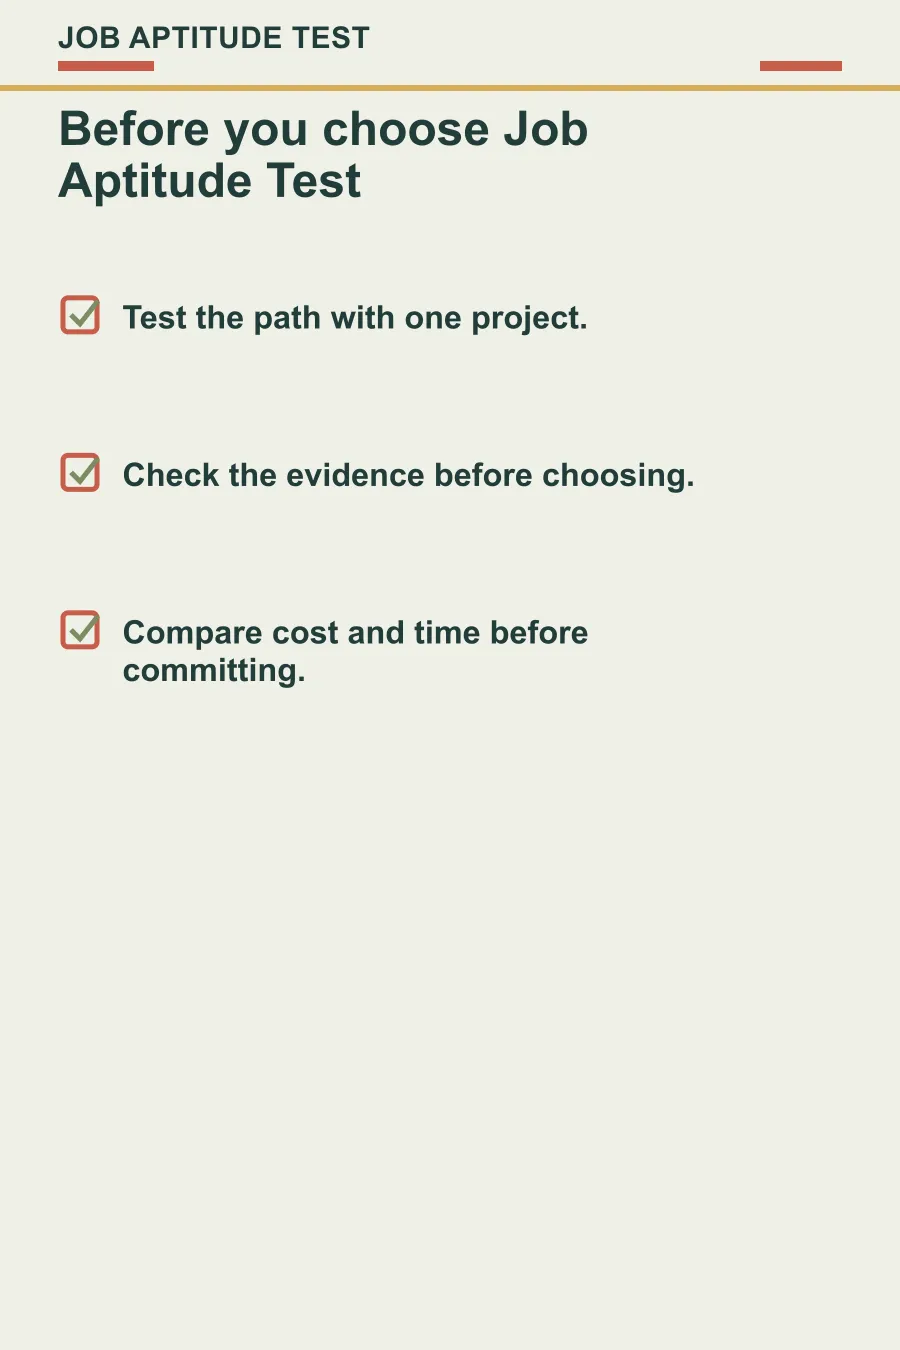 JOB APTITUDE TEST
Before you choose Job
Aptitude Test
Test the path with one project.
Check the evidence before choosing.
Compare cost and time before
committing.